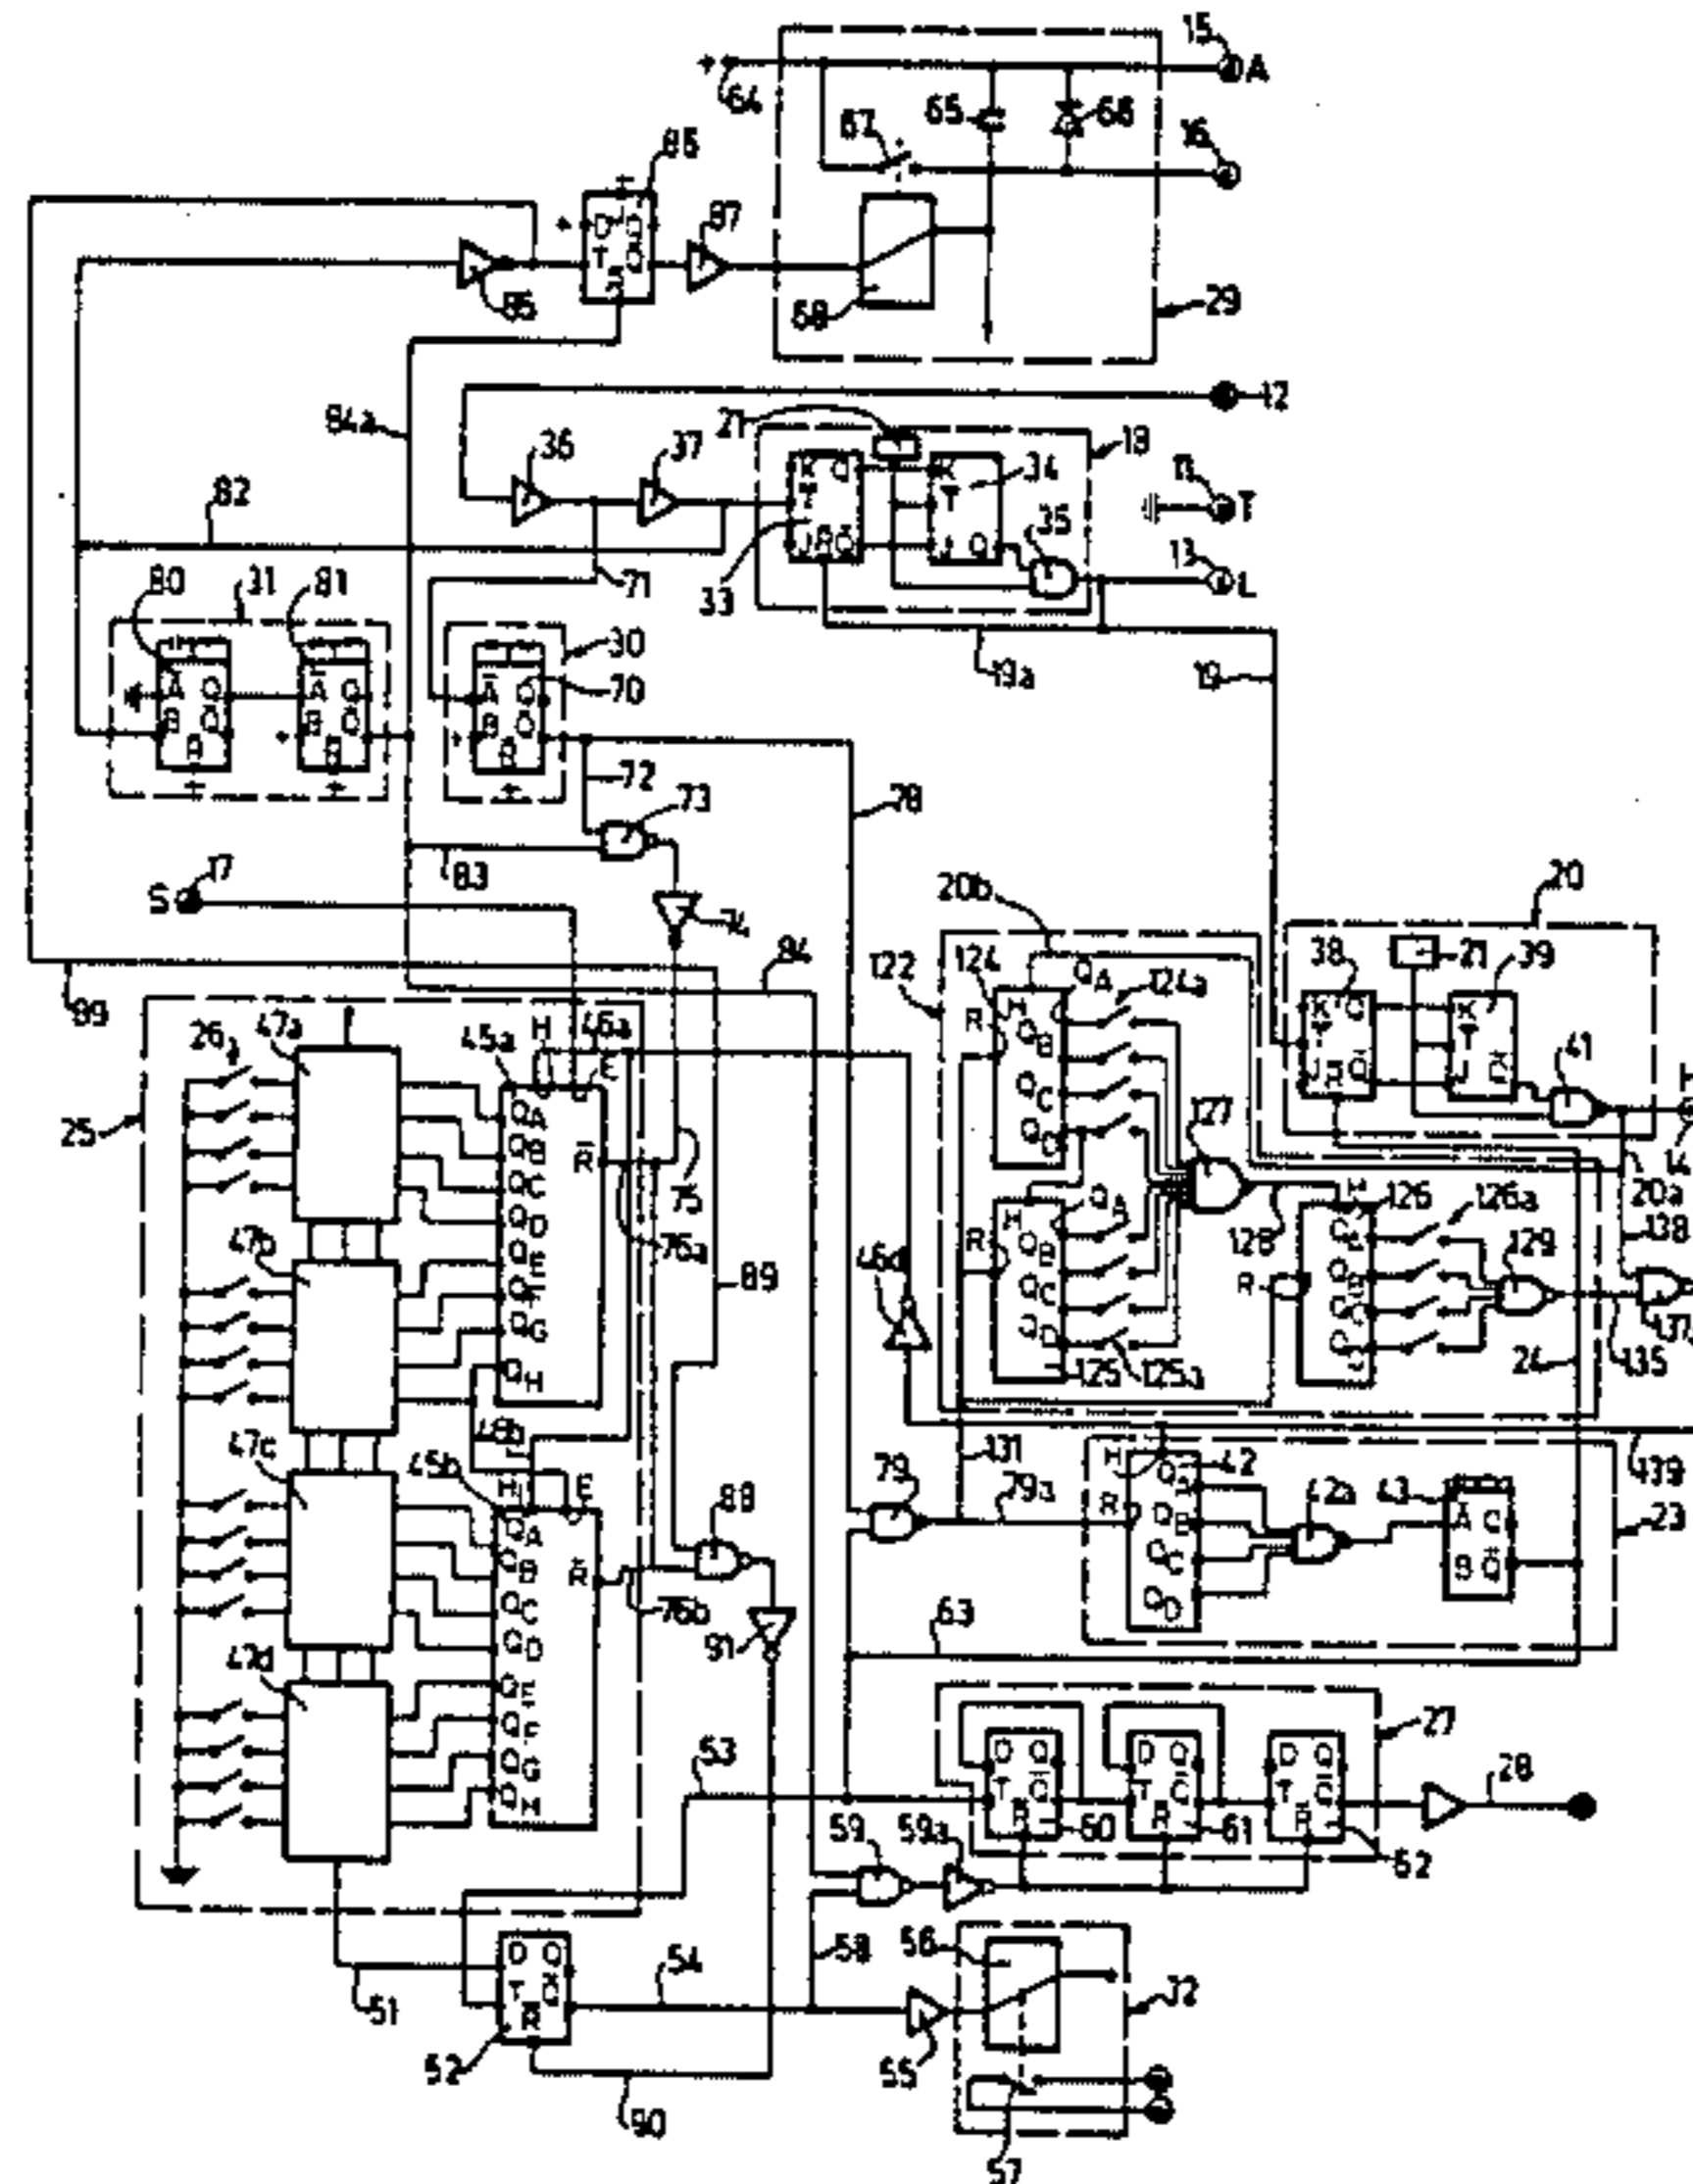 15
+ 64
A
86
67
65
66
16
87
D Q
T Q̄
R
85
68
29
84a
12
21
18
36
37
K Q
T
J R Q̄
K
T
J Q
34
11
T
82
35
13
L
33
71
80
31
81
30
19a
19
Ā Q
B Q̄
R̄
Ā Q
B Q̄
R̄
Ā Q
B Q̄
R̄
70
72
73
78
83
17
S
74
20b
20
122
124
124a
38
21
39
89
84
26
47a
45a
H
46a
E
R
H
QA
QB
QC
QD
K Q
T
J R Q̄
K
T
J Q̄
41
H
25
QA
QB
QC
QD
QE
QF
QG
QH
R̄
127
14
75
76a
20a
47b
46d
R
H
QA
QB
QC
QD
128
H
126
126a
129
138
89
R
137
125
125a
24
135
47c
46b
45b
H
E
79
131
79a
H
R
42
QA
QB
QC
QD
42a
43
A Q
B Q̄
139
23
QA
QB
QC
QD
QE
QF
QG
QH
R̄
88
76b
91
63
47d
53
27
D Q
T Q̄
R
60
D Q
T Q̄
R
61
D Q
T Q̄
R
62
28
59
59a
51
D Q
T Q̄
R̄
52
54
58
56
32
55
90
57